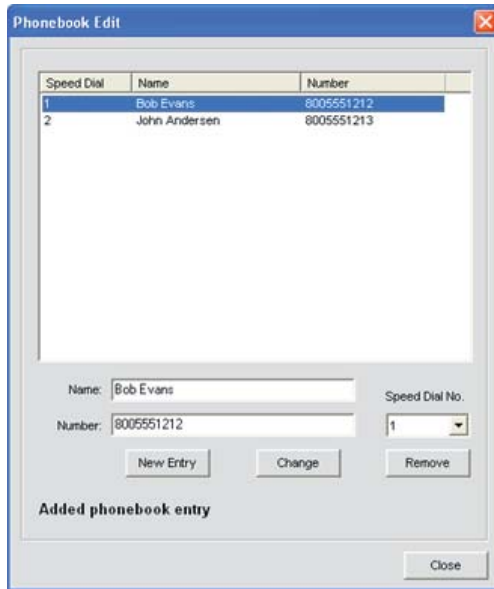 Phonebook Edit
Speed Dial Name Number
1 Bob Evans 8005551212
2 John Andersen 8005551213
Name: Bob Evans
Speed Dial No.
Number: 8005551212
1
New Entry Change Remove
Added phonebook entry
Close